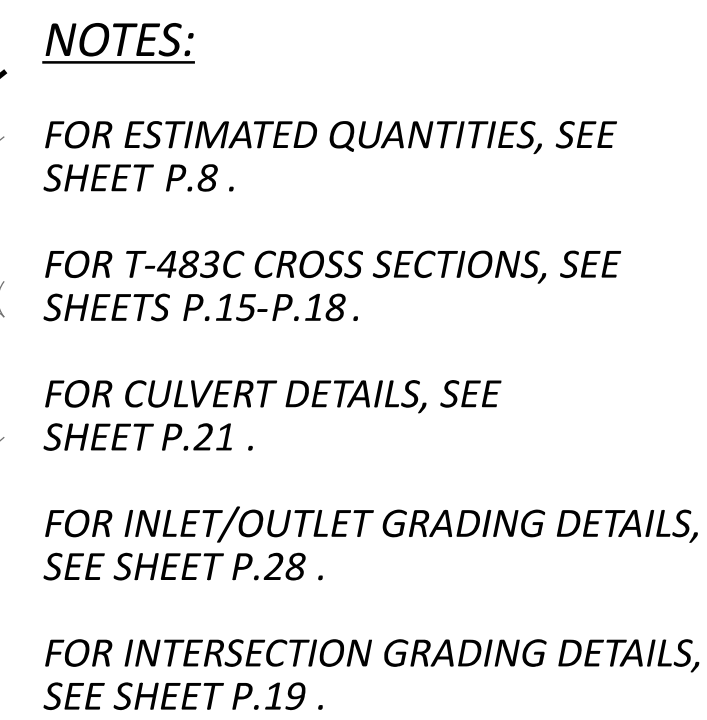 NOTES:
FOR ESTIMATED QUANTITIES, SEE
SHEET P.8 .
FOR T-483C CROSS SECTIONS, SEE
SHEETS P.15-P.18 .
FOR CULVERT DETAILS, SEE
SHEET P.21 .
FOR INLET/OUTLET GRADING DETAILS,
SEE SHEET P.28 .
FOR INTERSECTION GRADING DETAILS,
SEE SHEET P.19 .